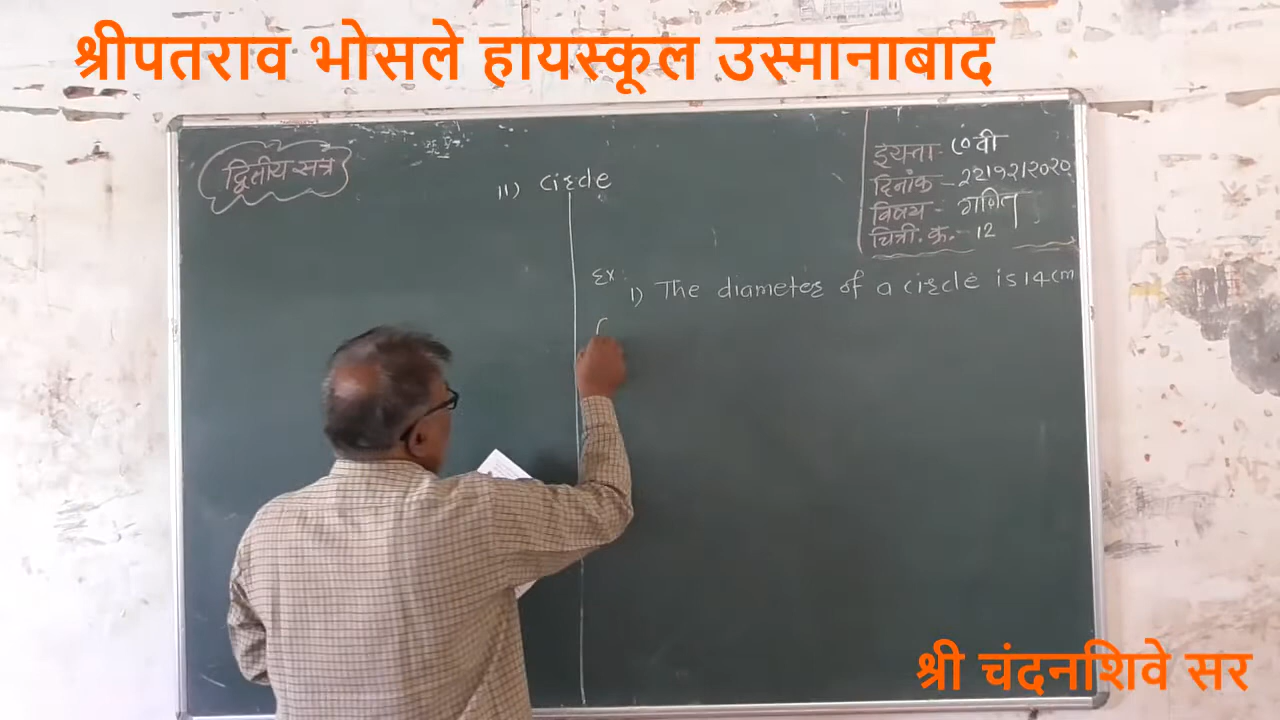 श्रीपतराव भोसले हायस्कूल उस्मानाबाद
द्वितीय सत्र
11) Circle
इयत्ता - ७ वी
दिनांक - २२।१२।२०२०
विषय - गणित
चित्री. क्र. - 12
Ex:
1) The diameter of a circle is 14cm
श्री चंदनशिवे सर